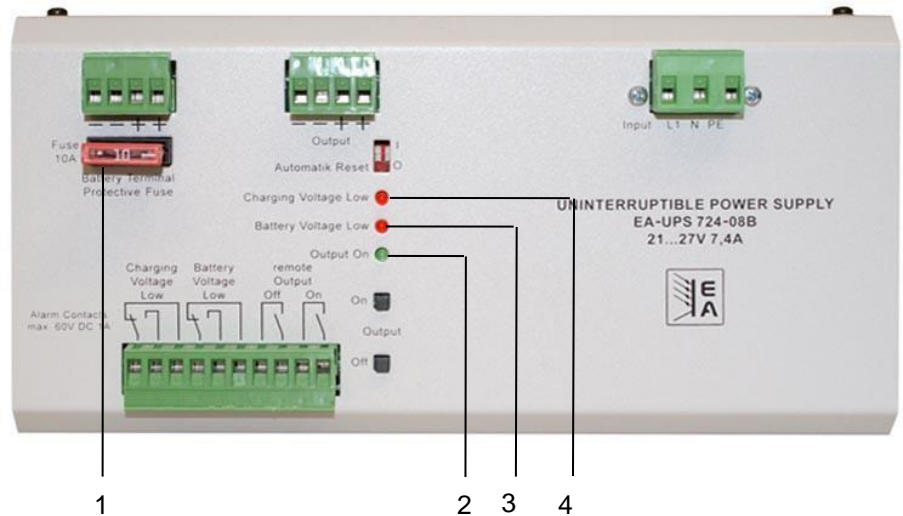 − − + +
− − + +
Fuse
10A
10
Battery Terminal
Protective Fuse
Output
I
Automatik Reset
O
Input L1 N PE
Charging Voltage Low
Battery Voltage Low
Output On
UNINTERRUPTIBLE POWER SUPPLY
EA-UPS 724-08B
21...27V 7,4A
EA
Charging
Voltage
Low
Battery
Voltage
Low
remote
Output
Off On
Alarm Contacts
max 60V DC 1A
On
Output
Off
1 2 3 4